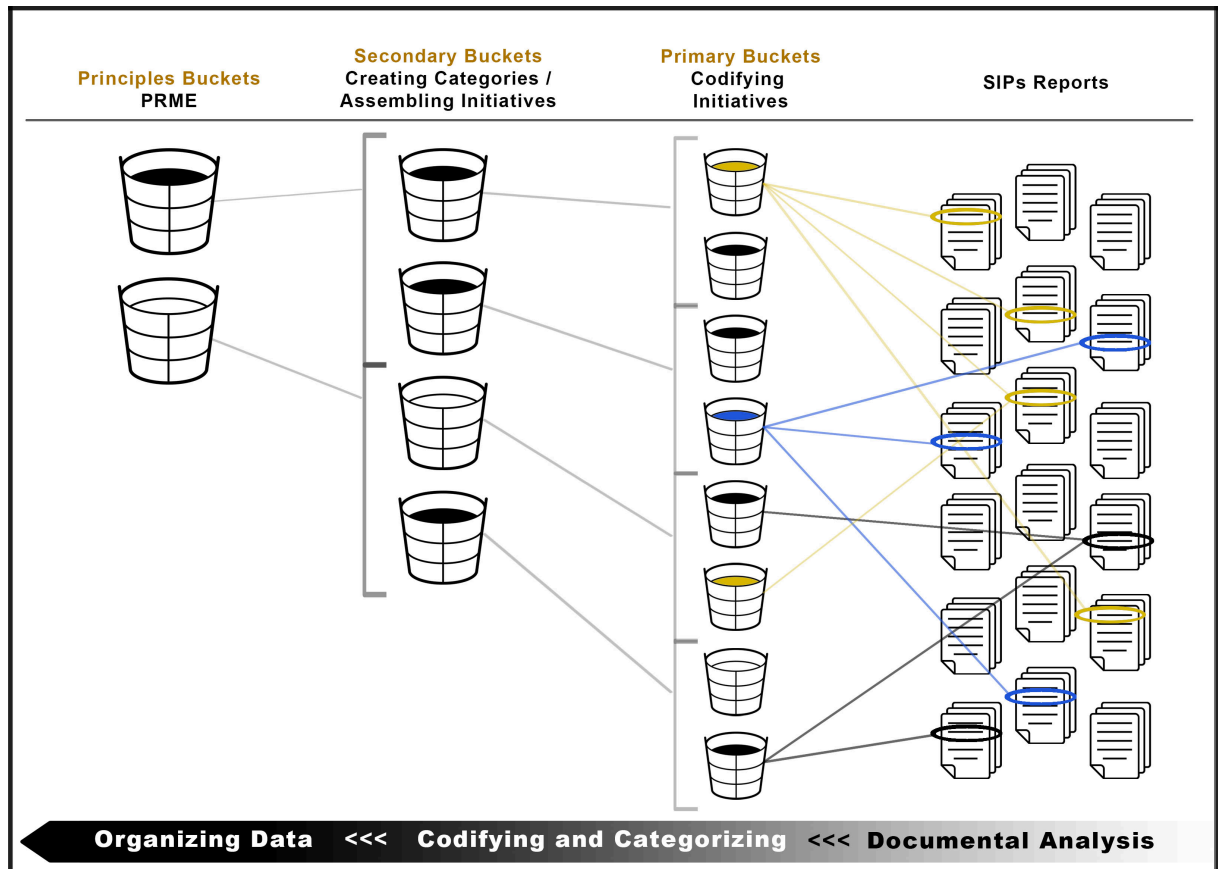 Principles Buckets
PRME
Secondary Buckets
Creating Categories /
Assembling Initiatives
Primary Buckets
Codifying
Initiatives
SIPs Reports
Organizing Data <<< Codifying and Categorizing <<< Documental Analysis